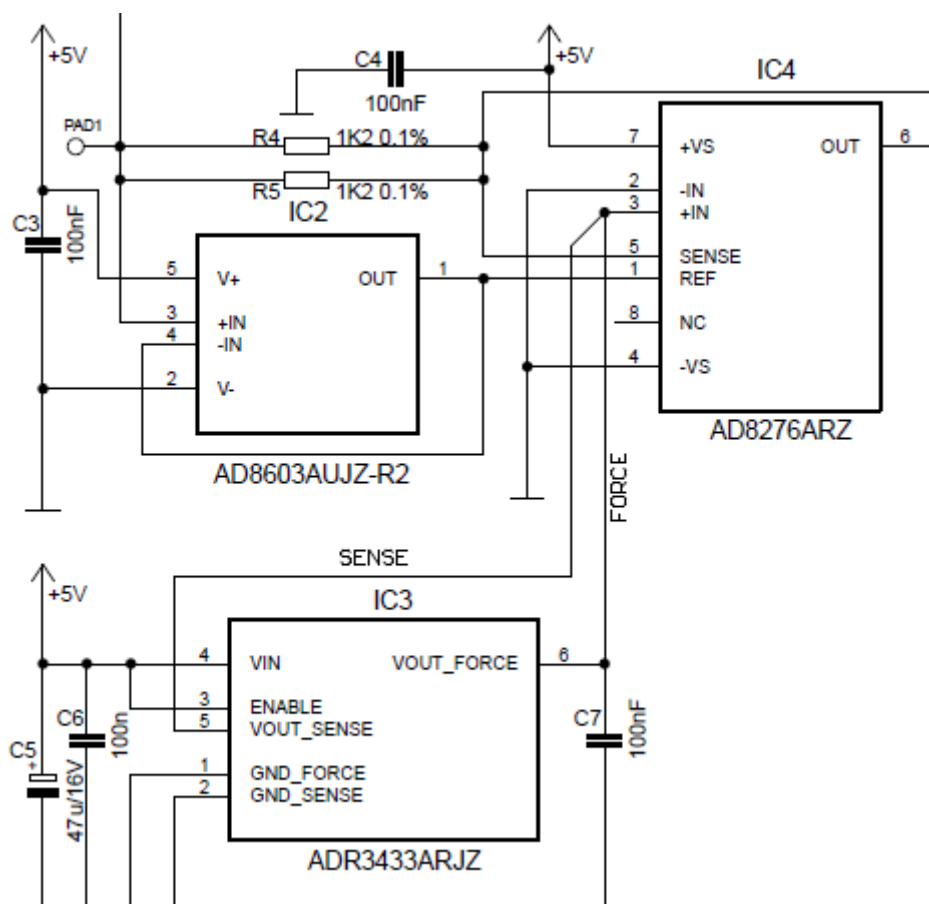 +5V
C4
100nF
+5V
IC4
PAD1
R4 1K2 0.1%
R5 1K2 0.1%
7 +VS OUT 6
2 -IN
3 +IN
5 SENSE
1 REF
8 NC
4 -VS
AD8276ARZ
C3
100nF
IC2
5 V+ OUT 1
3 +IN
4 -IN
2 V-
AD8603AUJZ-R2
FORCE
SENSE
+5V
IC3
4 VIN VOUT_FORCE 6
3 ENABLE
5 VOUT_SENSE
1 GND_FORCE
2 GND_SENSE
ADR3433ARJZ
C6
100n
C5
+
47u/16V
C7
100nF